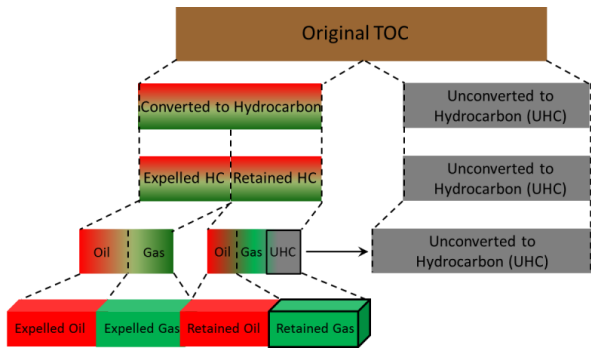 Original TOC
Converted to Hydrocarbon
Unconverted to
Hydrocarbon (UHC)
Expelled HC
Retained HC
Unconverted to
Hydrocarbon (UHC)
Oil
Gas
Oil
Gas
UHC
Unconverted to
Hydrocarbon (UHC)
Expelled Oil
Expelled Gas
Retained Oil
Retained Gas